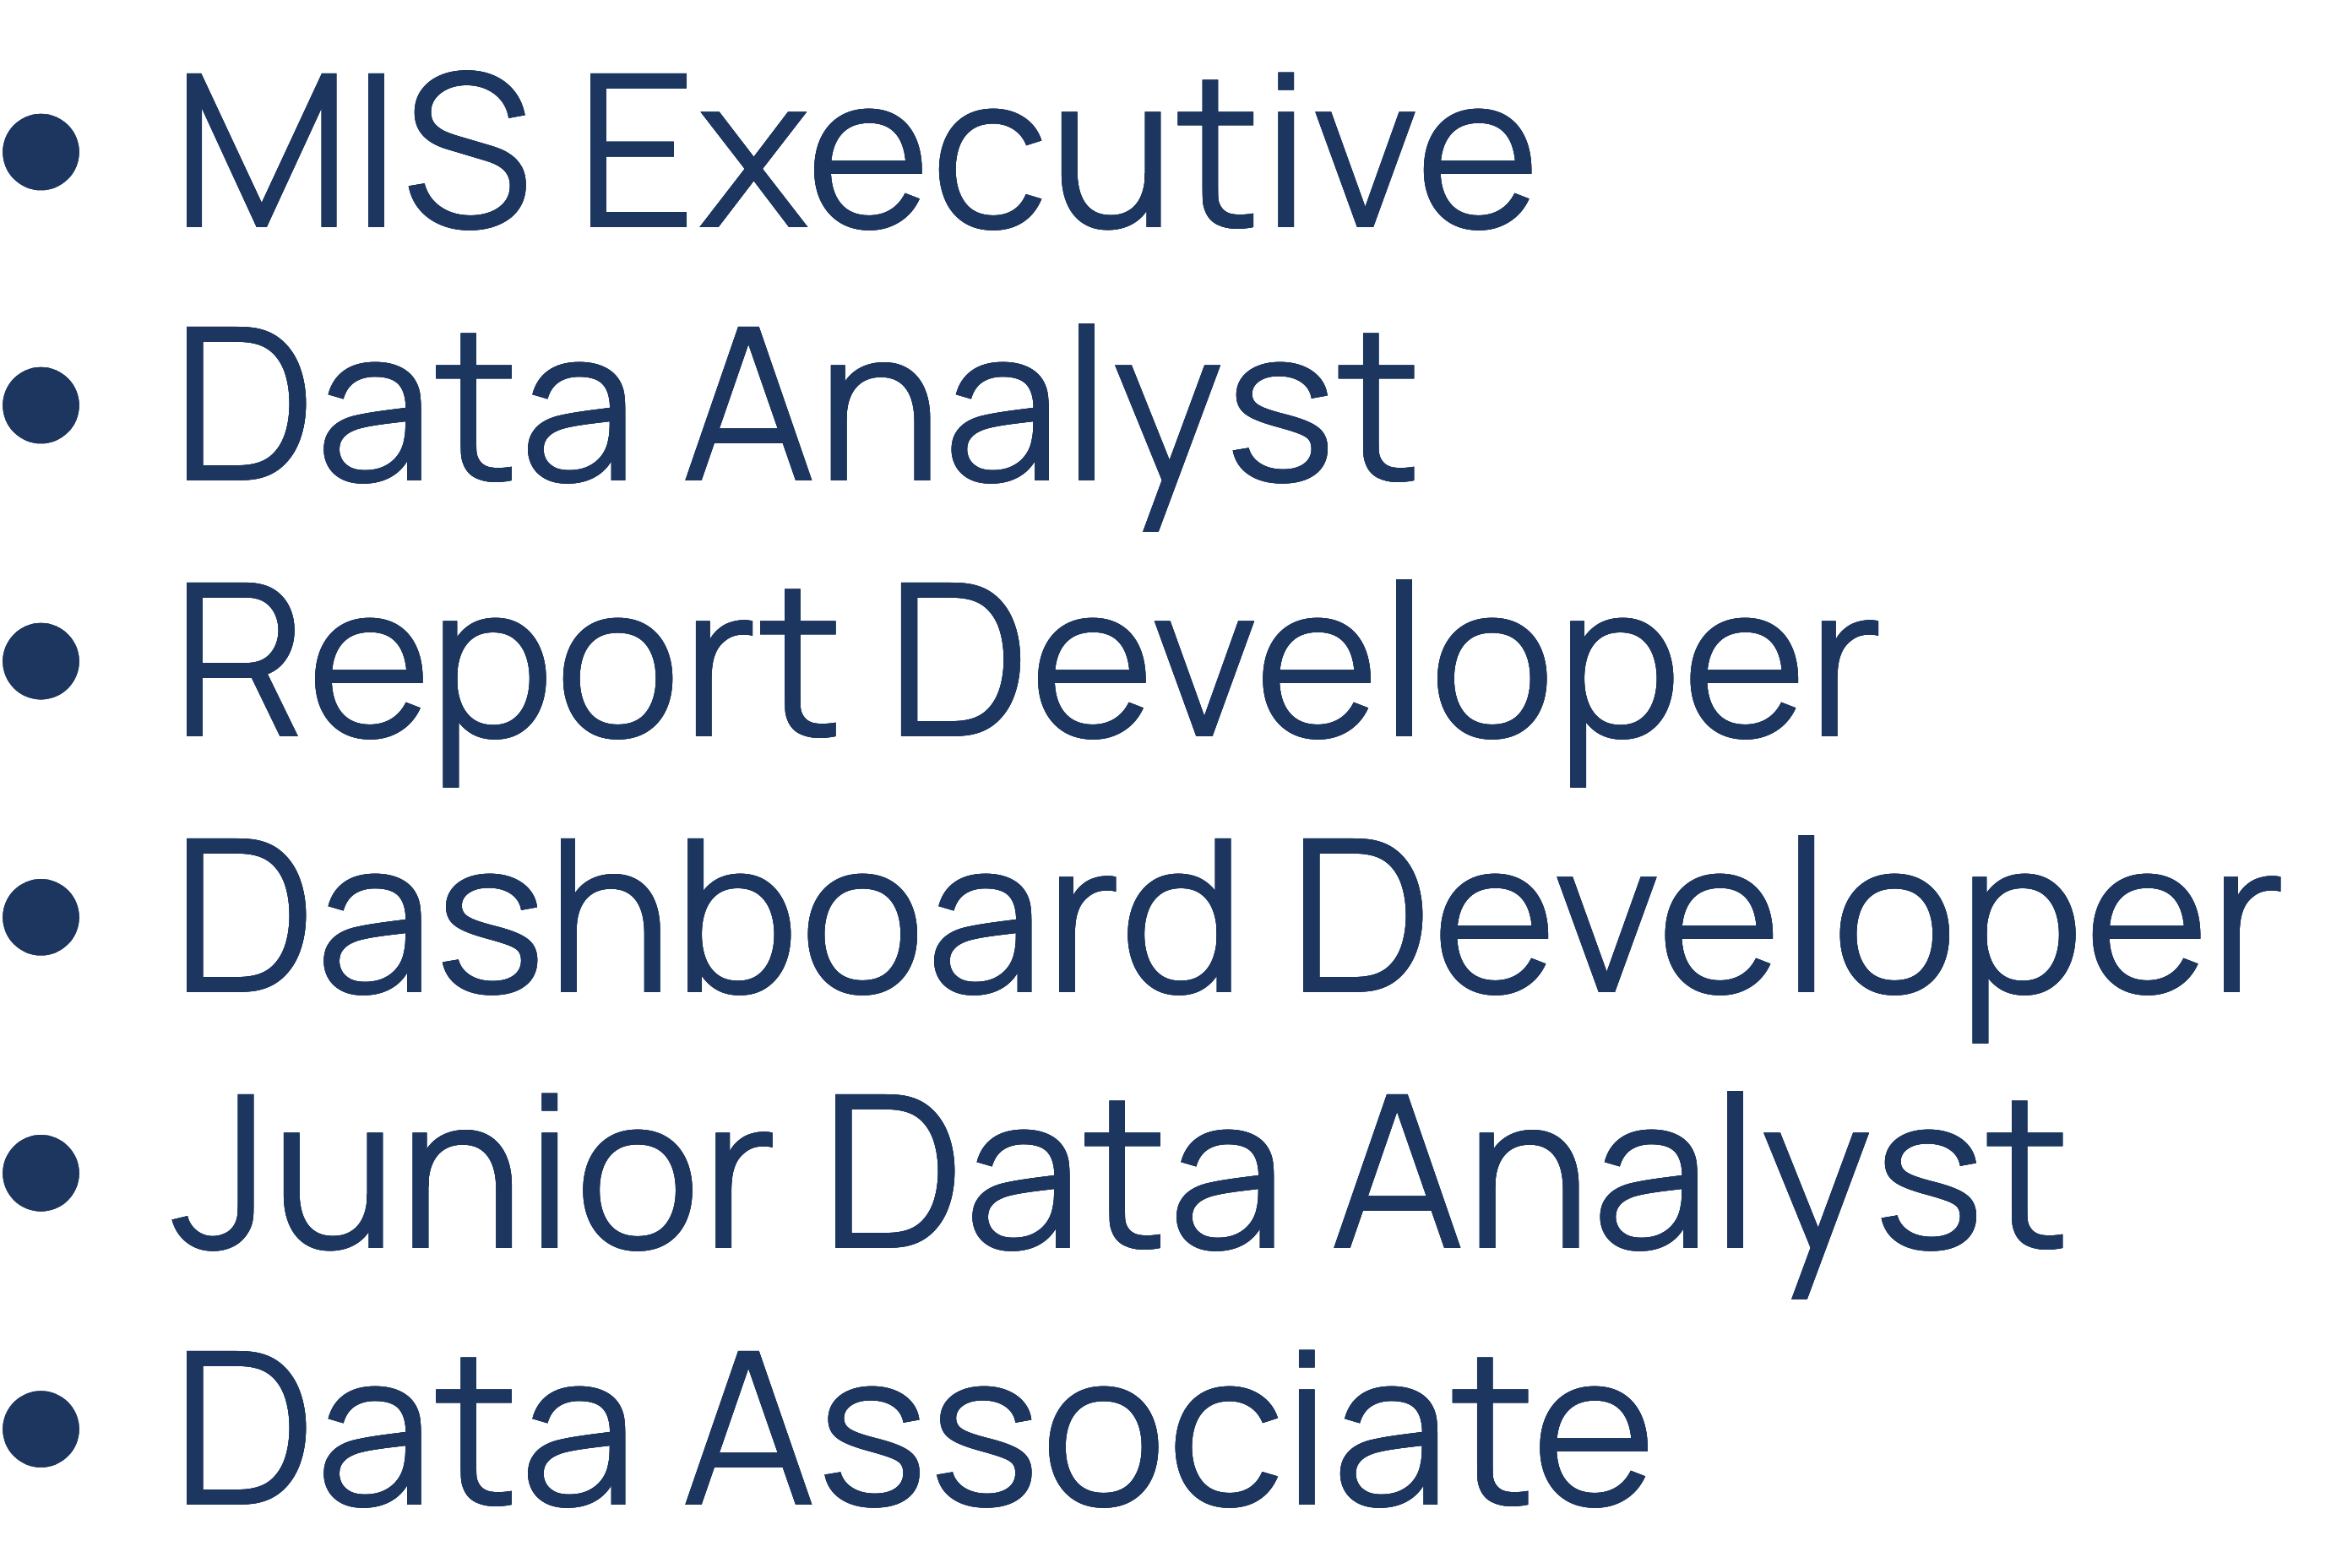 • MIS Executive
• Data Analyst
• Report Developer
• Dashboard Developer
• Junior Data Analyst
• Data Associate